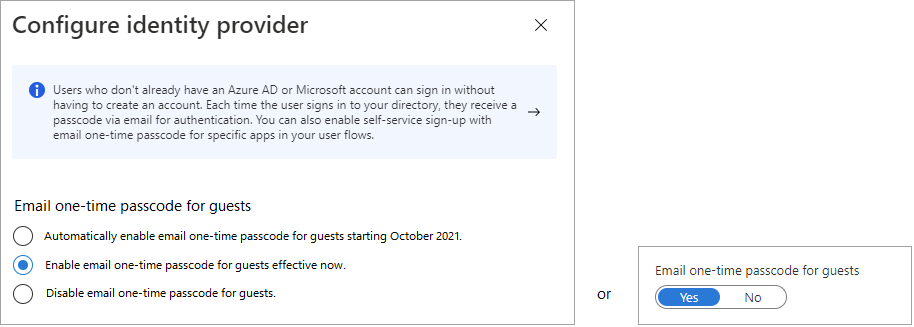 Configure identity provider
Users who don't already have an Azure AD or Microsoft account can sign in without
having to create an account. Each time the user signs in to your directory, they receive a
passcode via email for authentication. You can also enable self-service sign-up with
email one-time passcode for specific apps in your user flows.
Email one-time passcode for guests
Automatically enable email one-time passcode for guests starting October 2021.
Enable email one-time passcode for guests effective now.
Disable email one-time passcode for guests.
or
Email one-time passcode for guests
Yes No